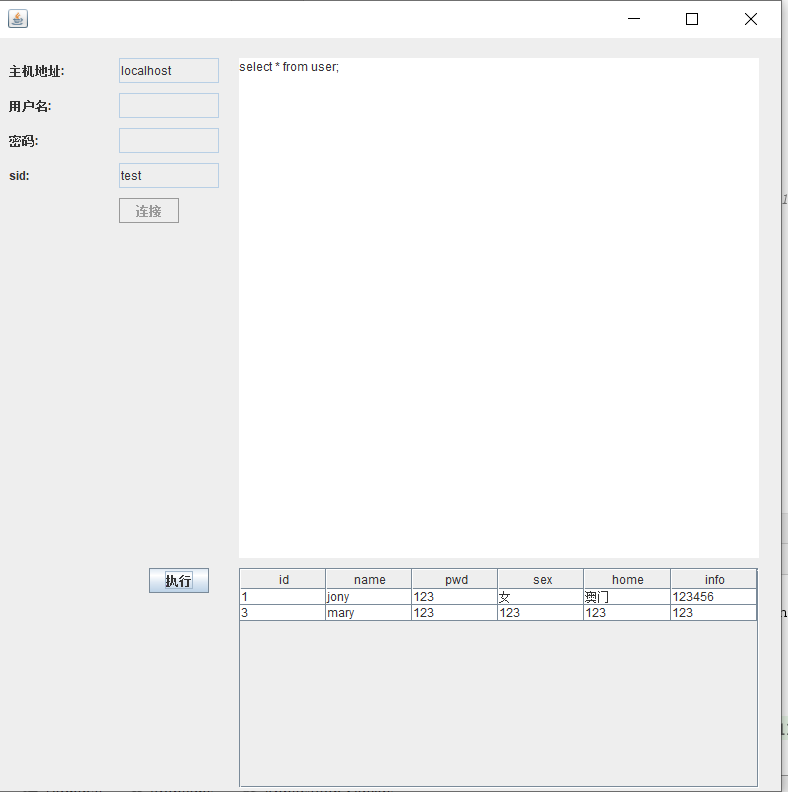 主机地址: localhost
用户名:
密码:
sid: test
连接
select * from user;
执行
id name pwd sex home info
1 jony 123 女 澳门 123456
3 mary 123 123 123 123